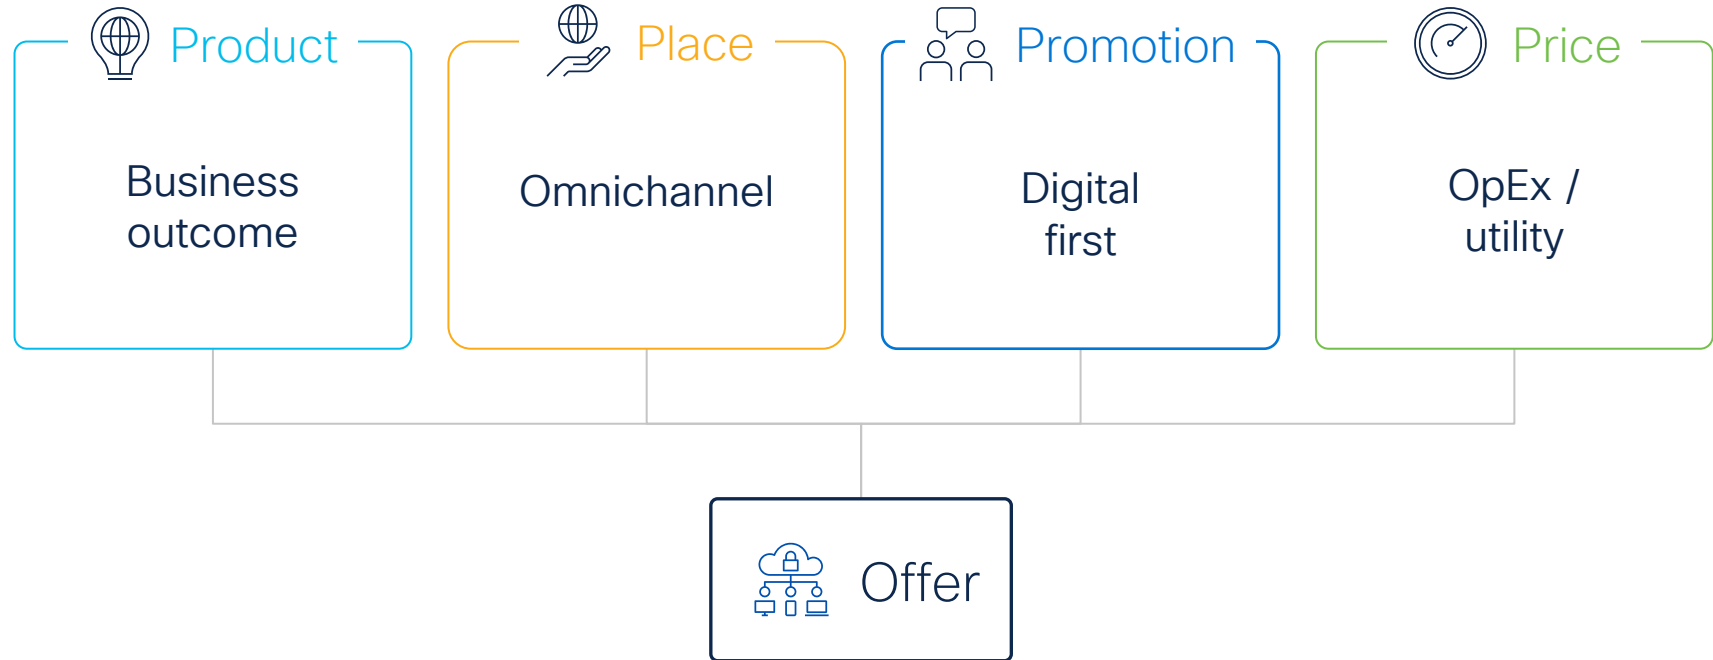 Product
Place
Promotion
Price
Business
outcome
Omnichannel
Digital
first
OpEx /
utility
Offer